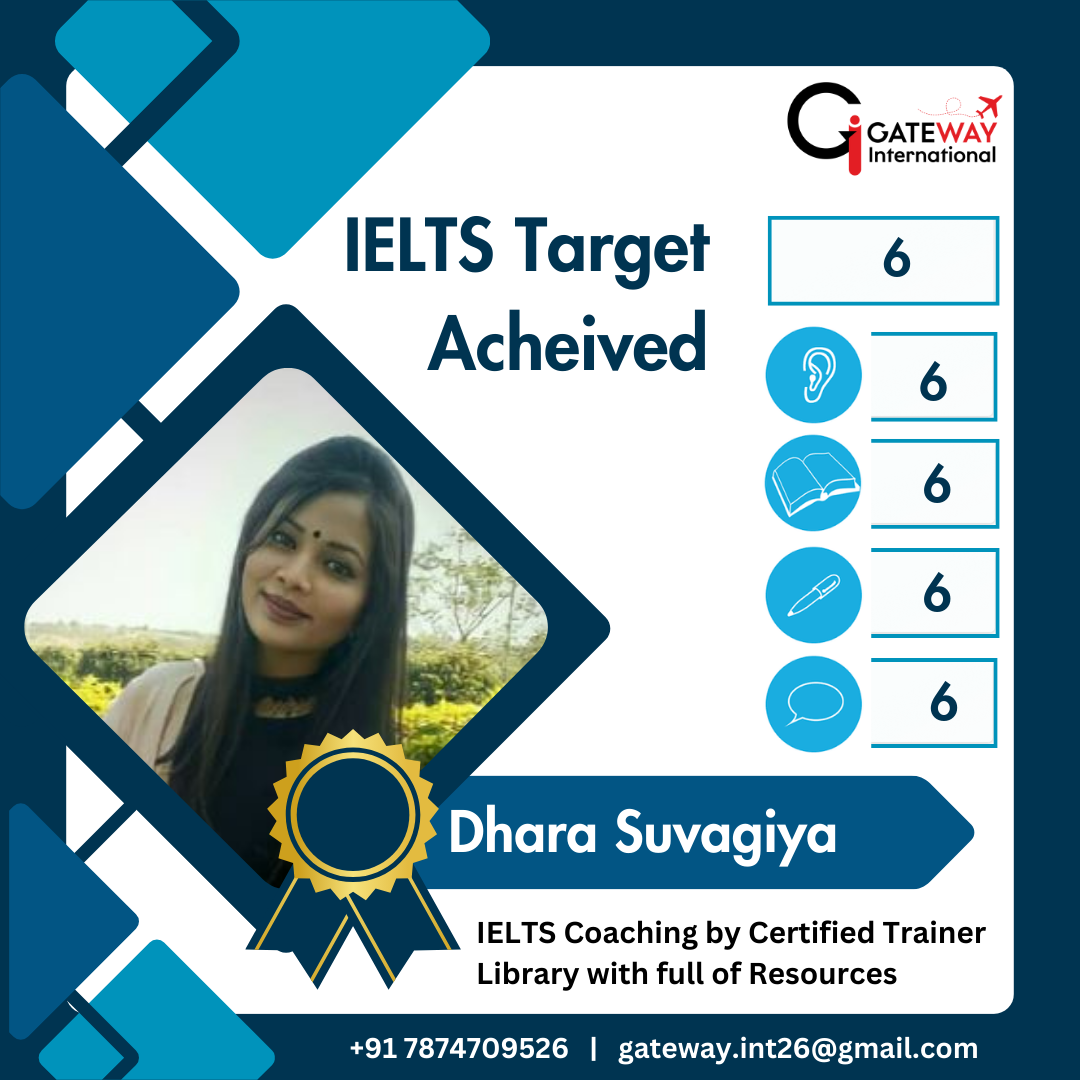 GATEWAY
International
IELTS Target
Acheived
6
6
6
6
6
Dhara Suvagiya
IELTS Coaching by Certified Trainer
Library with full of Resources
+91 7874709526 | gateway.int26@gmail.com